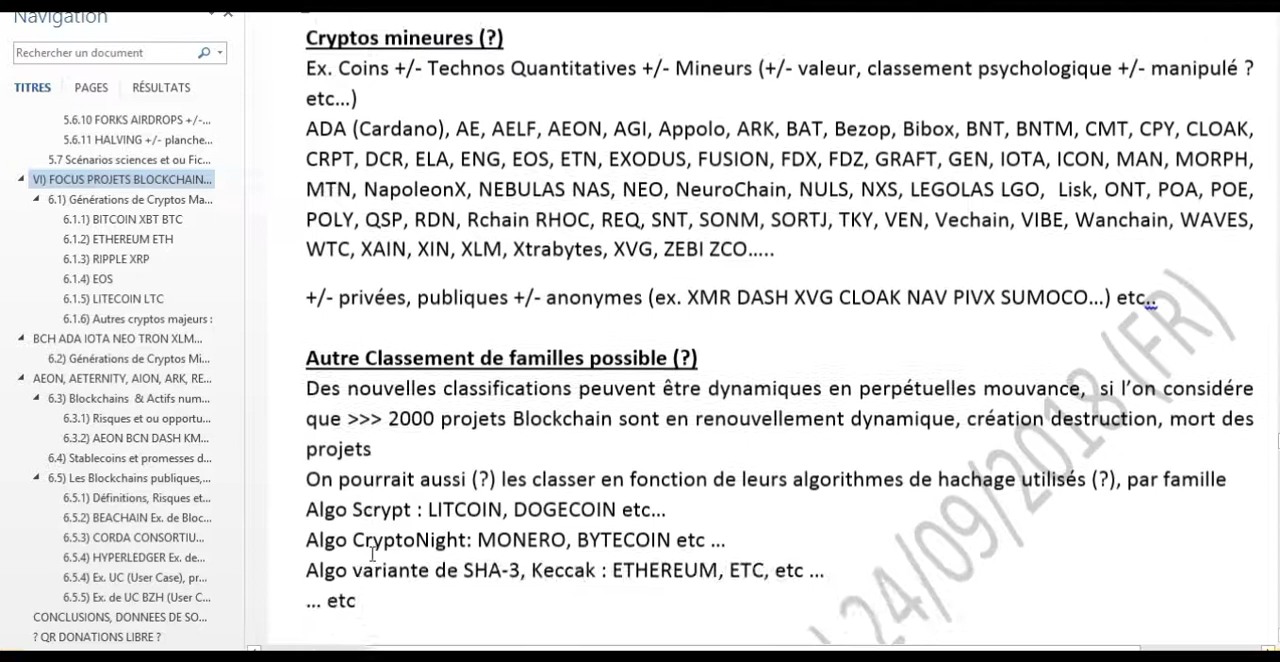 Navigation
Rechercher un document
TITRES PAGES RÉSULTATS
5.6.10 FORKS AIRDROPS +/-...
5.6.11 HALVING +/- planche...
5.7 Scénarios sciences et ou Fic...
VI) FOCUS PROJETS BLOCKCHAIN...
6.1) Générations de Cryptos Ma...
6.1.1) BITCOIN XBT BTC
6.1.2) ETHEREUM ETH
6.1.3) RIPPLE XRP
6.1.4) EOS
6.1.5) LITECOIN LTC
6.1.6) Autres cryptos majeurs :
BCH ADA IOTA NEO TRON XLM...
6.2) Générations de Cryptos Mi...
AEON, AETERNITY, AION, ARK, RE...
6.3) Blockchains & Actifs num...
6.3.1) Risques et ou opportu...
6.3.2) AEON BCN DASH KM...
6.4) Stablecoins et promesses d...
6.5) Les Blockchains publiques,...
6.5.1) Définitions, Risques et...
6.5.2) BEACHAIN Ex. de Bloc...
6.5.3) CORDA CONSORTIU...
6.5.4) HYPERLEDGER Ex. de...
6.5.4) Ex. UC (User Case), pr...
6.5.5) Ex. de UC BZH (User C...
CONCLUSIONS, DONNEES DE SO...
? QR DONATIONS LIBRE ?
Cryptos mineures (?)
Ex. Coins +/- Technos Quantitatives +/- Mineurs (+/- valeur, classement psychologique +/- manipulé ?
etc...)
ADA (Cardano), AE, AELF, AEON, AGI, Appolo, ARK, BAT, Bezop, Bibox, BNT, BNTM, CMT, CPY, CLOAK,
CRPT, DCR, ELA, ENG, EOS, ETN, EXODUS, FUSION, FDX, FDZ, GRAFT, GEN, IOTA, ICON, MAN, MORPH,
MTN, NapoleonX, NEBULAS NAS, NEO, NeuroChain, NULS, NXS, LEGOLAS LGO, Lisk, ONT, POA, POE,
POLY, QSP, RDN, Rchain RHOC, REQ, SNT, SONM, SORTJ, TKY, VEN, Vechain, VIBE, Wanchain, WAVES,
WTC, XAIN, XIN, XLM, Xtrabytes, XVG, ZEBI ZCO.....
+/- privées, publiques +/- anonymes (ex. XMR DASH XVG CLOAK NAV PIVX SUMOCO...) etc..
Autre Classement de familles possible (?)
Des nouvelles classifications peuvent être dynamiques en perpétuelles mouvance, si l'on considére
que >>> 2000 projets Blockchain sont en renouvellement dynamique, création destruction, mort des
projets
On pourrait aussi (?) les classer en fonction de leurs algorithmes de hachage utilisés (?), par famille
Algo Scrypt : LITCOIN, DOGECOIN etc...
Algo CryptoNight: MONERO, BYTECOIN etc ...
Algo variante de SHA-3, Keccak : ETHEREUM, ETC, etc ...
... etc
24/09/2018 (FR)